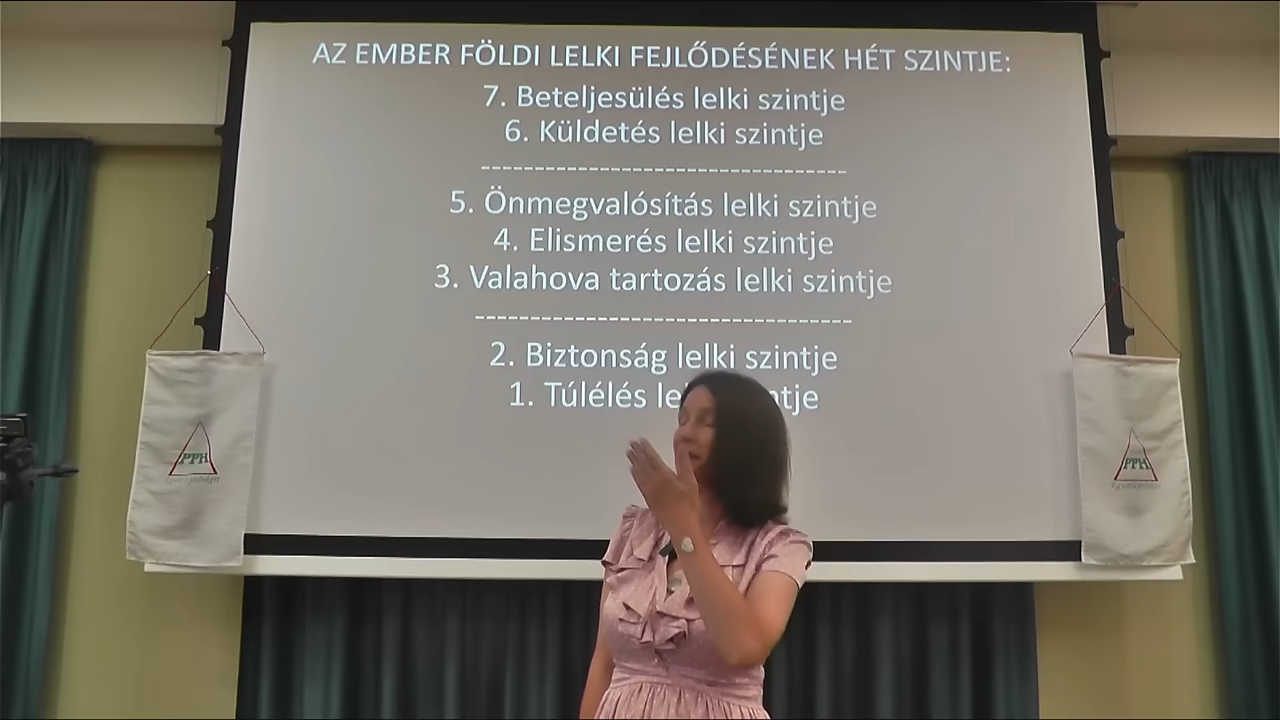 AZ EMBER FÖLDI LELKI FEJLŐDÉSÉNEK HÉT SZINTJE:
7. Beteljesülés lelki szintje
6. Küldetés lelki szintje
----------------------------------
5. Önmegvalósítás lelki szintje
4. Elismerés lelki szintje
3. Valahova tartozás lelki szintje
-----------------------------------
2. Biztonság lelki szintje
1. Túlélés
PPH
PPH